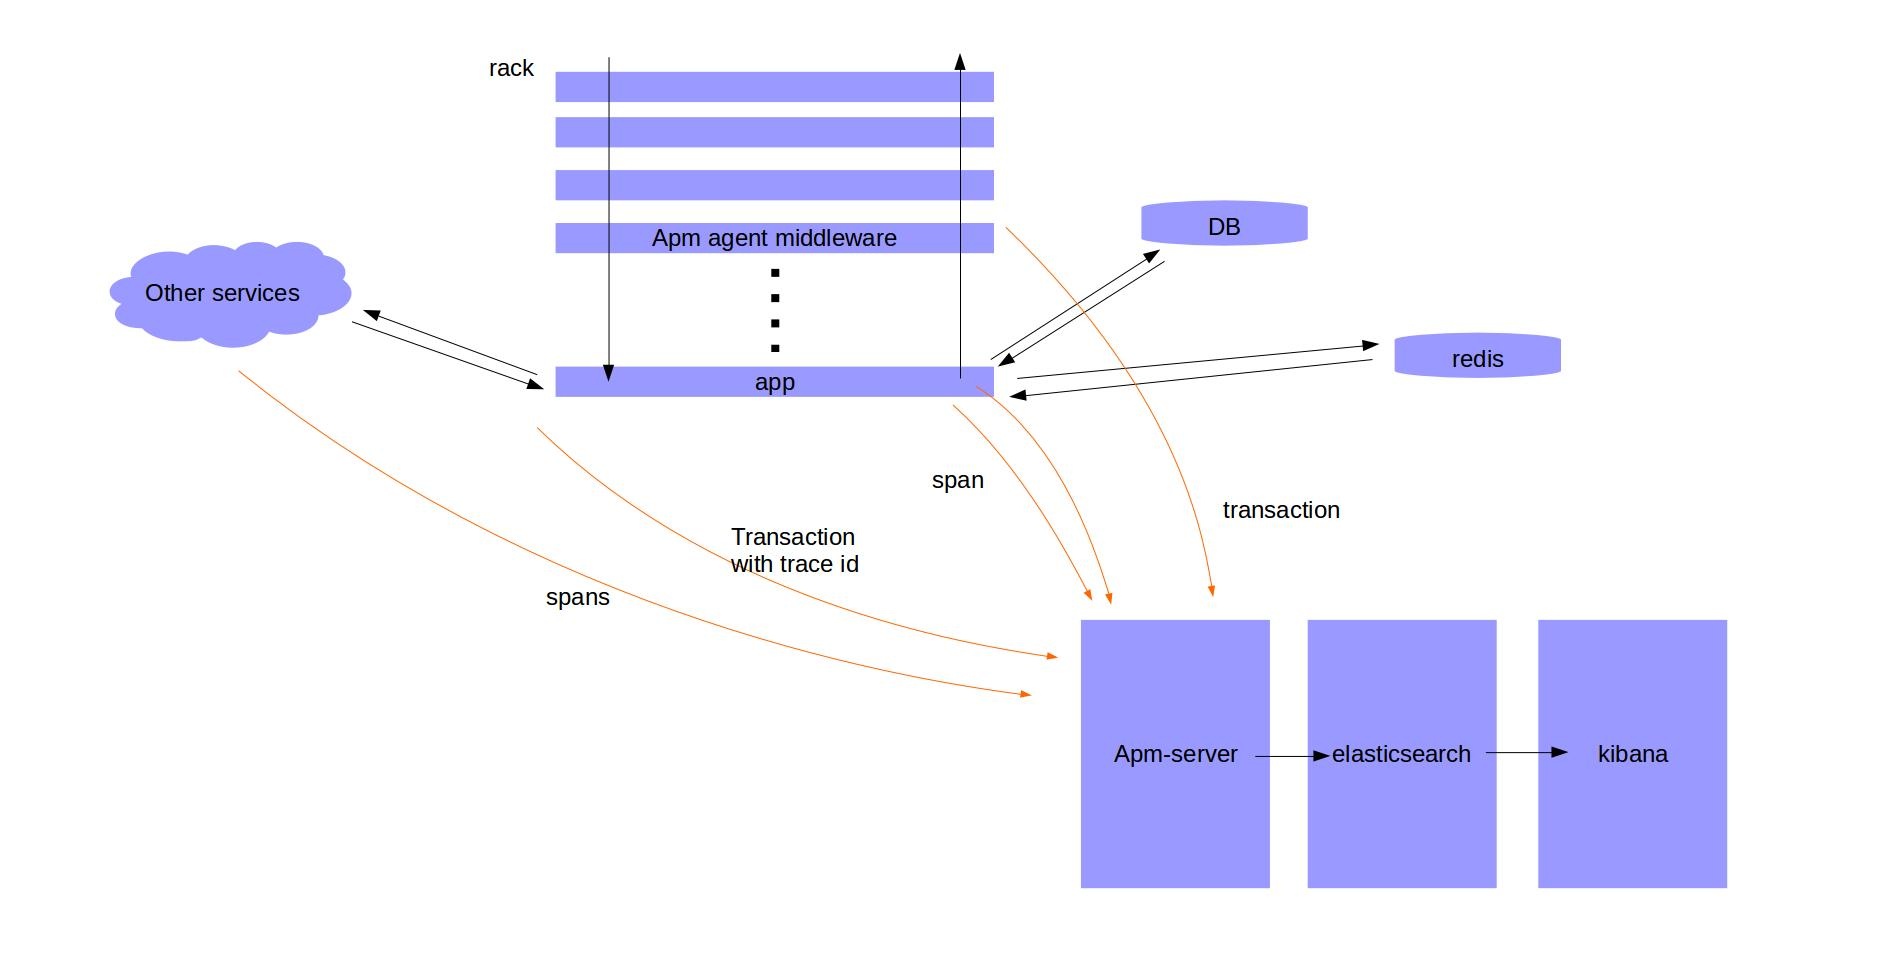 rack
Apm agent middleware
DB
Other services
redis
app
span
transaction
Transaction
with trace id
spans
Apm-server
elasticsearch
kibana